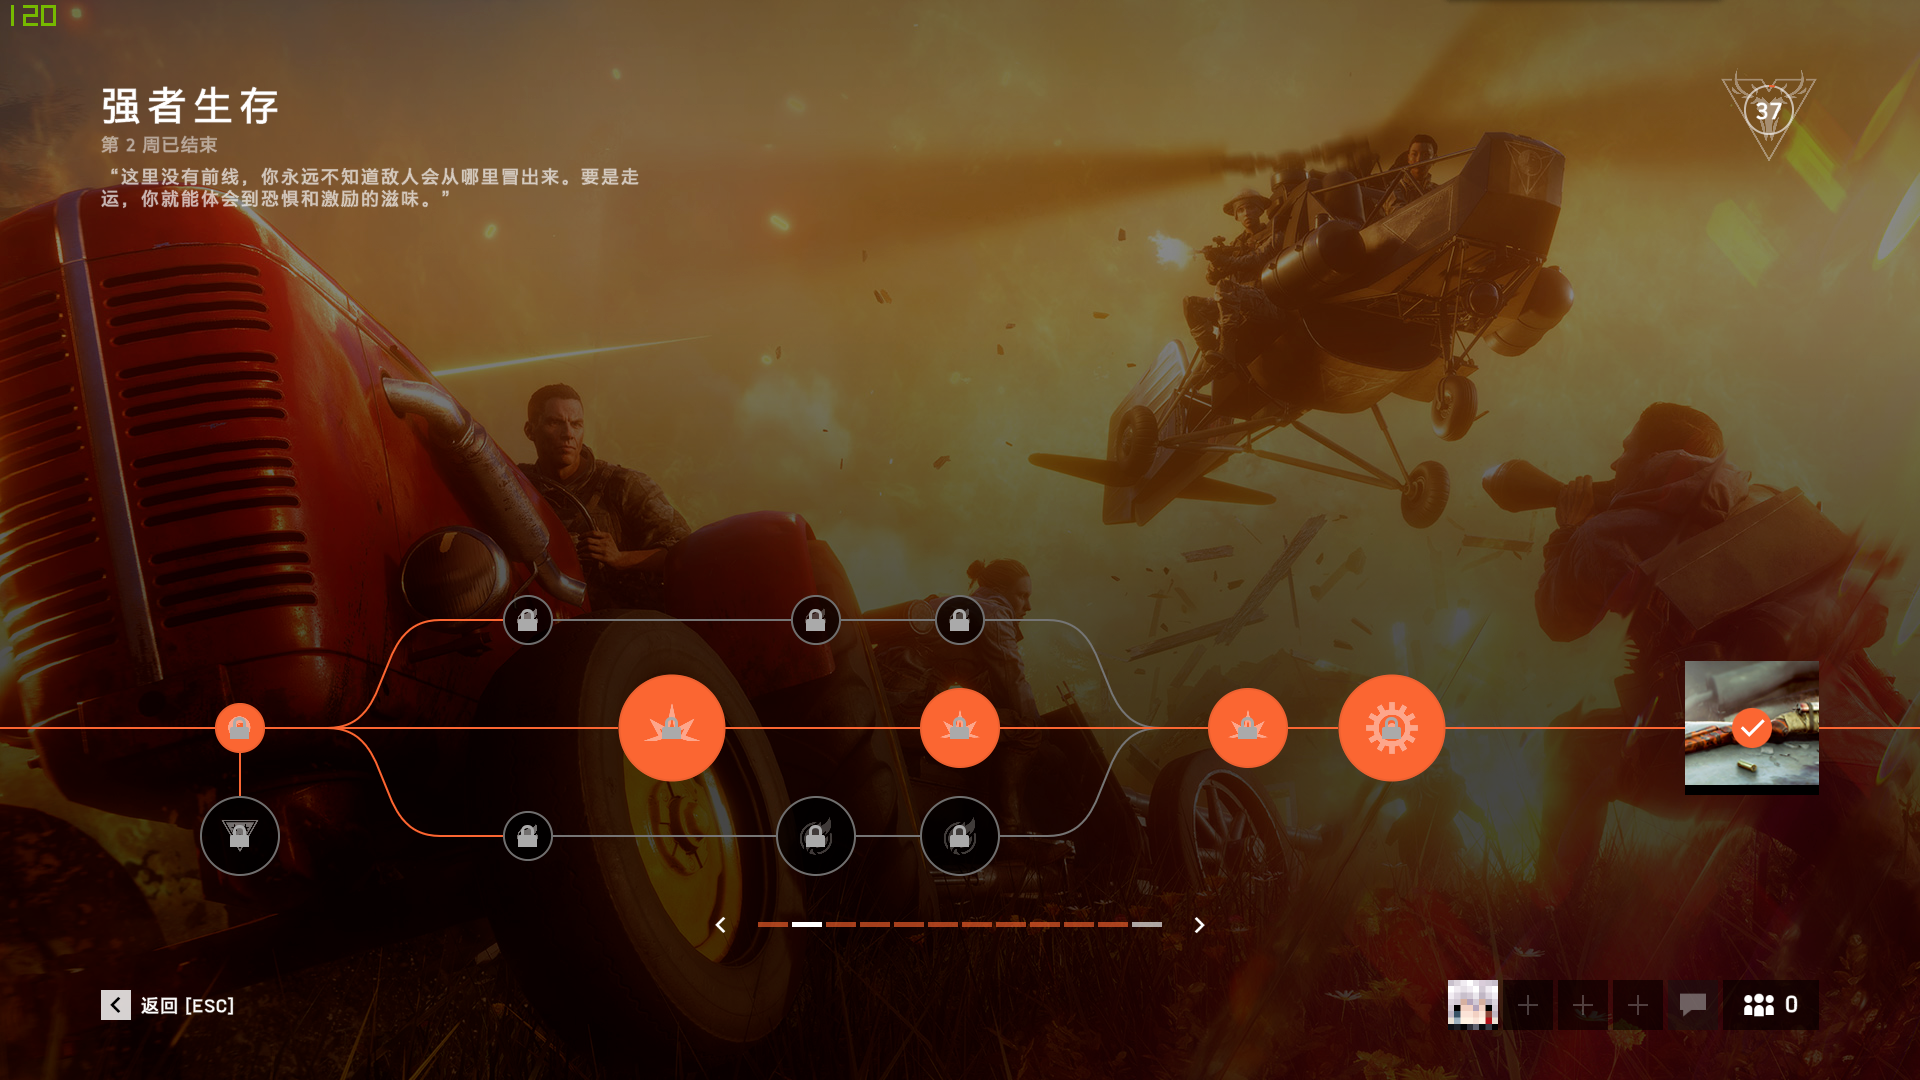 120
强者生存
第 2 周已结束
“这里没有前线，你永远不知道敌人会从哪里冒出来。要是走
运，你就能体会到恐惧和激励的滋味。”
37
返回 [ESC]
0